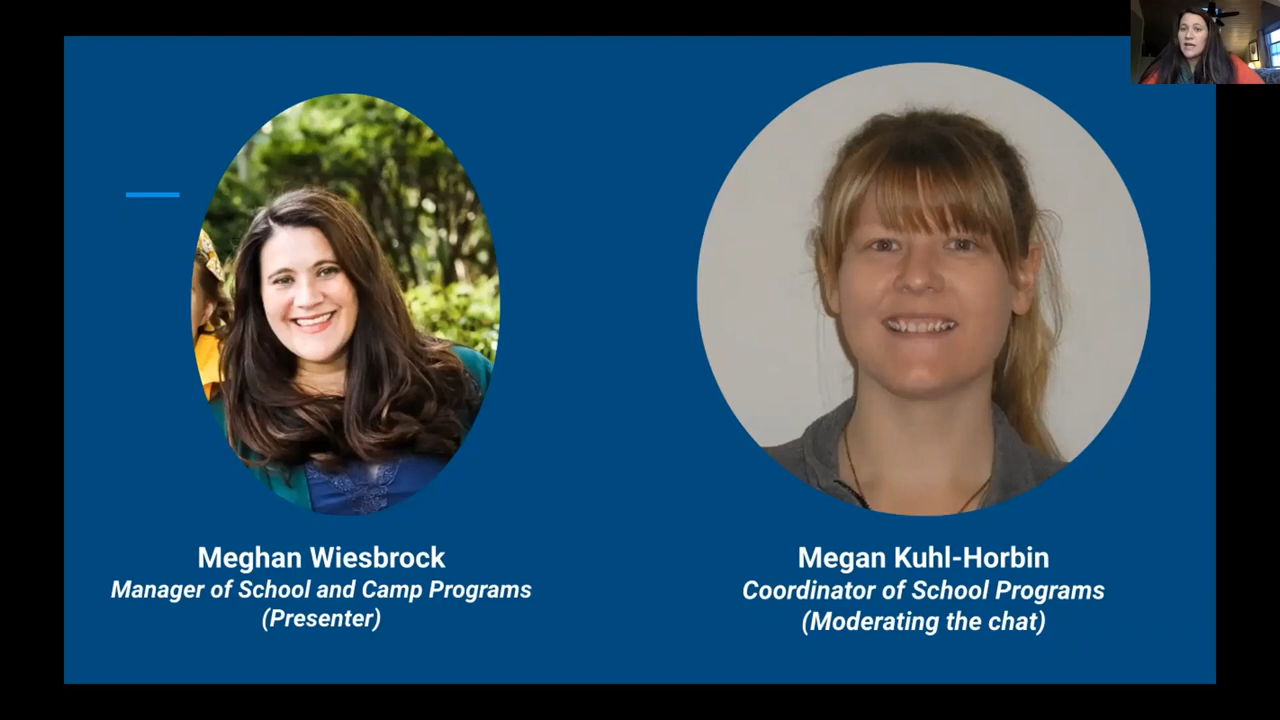 Meghan Wiesbrock
Manager of School and Camp Programs
(Presenter)
Megan Kuhl-Horbin
Coordinator of School Programs
(Moderating the chat)